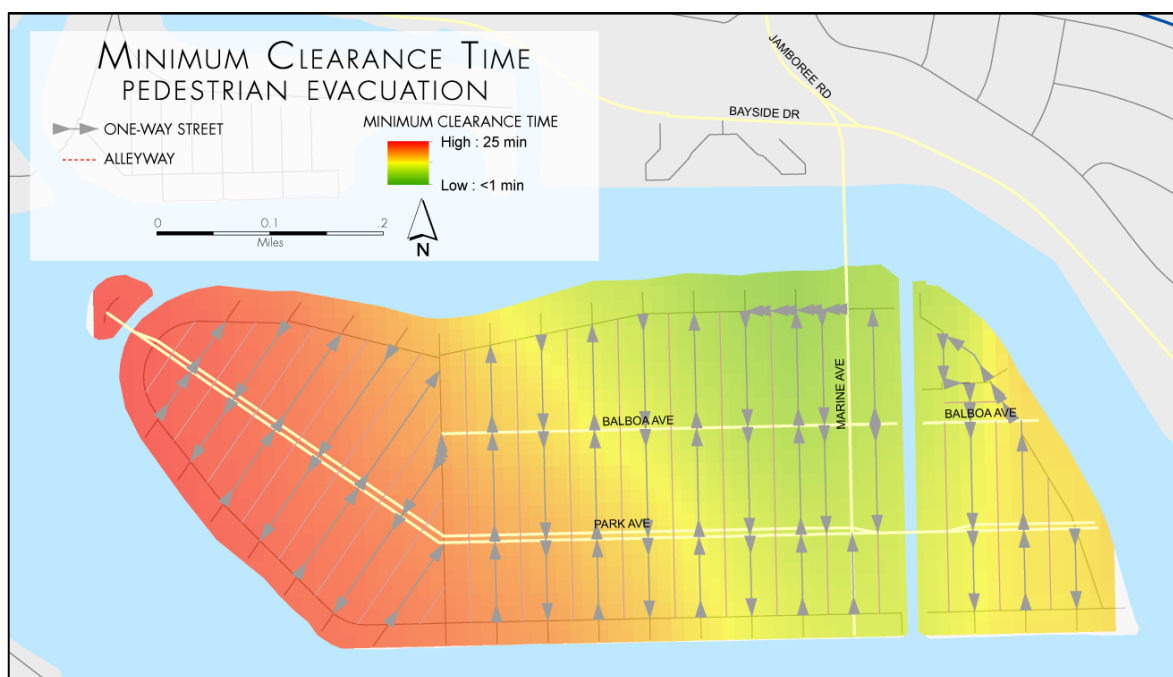 MINIMUM CLEARANCE TIME
PEDESTRIAN EVACUATION
ONE-WAY STREET
ALLEYWAY
MINIMUM CLEARANCE TIME
High : 25 min
Low : <1 min
0 0.1 .2
Miles
N
JAMBOREE RD
BAYSIDE DR
MARINE AVE
BALBOA AVE
BALBOA AVE
PARK AVE